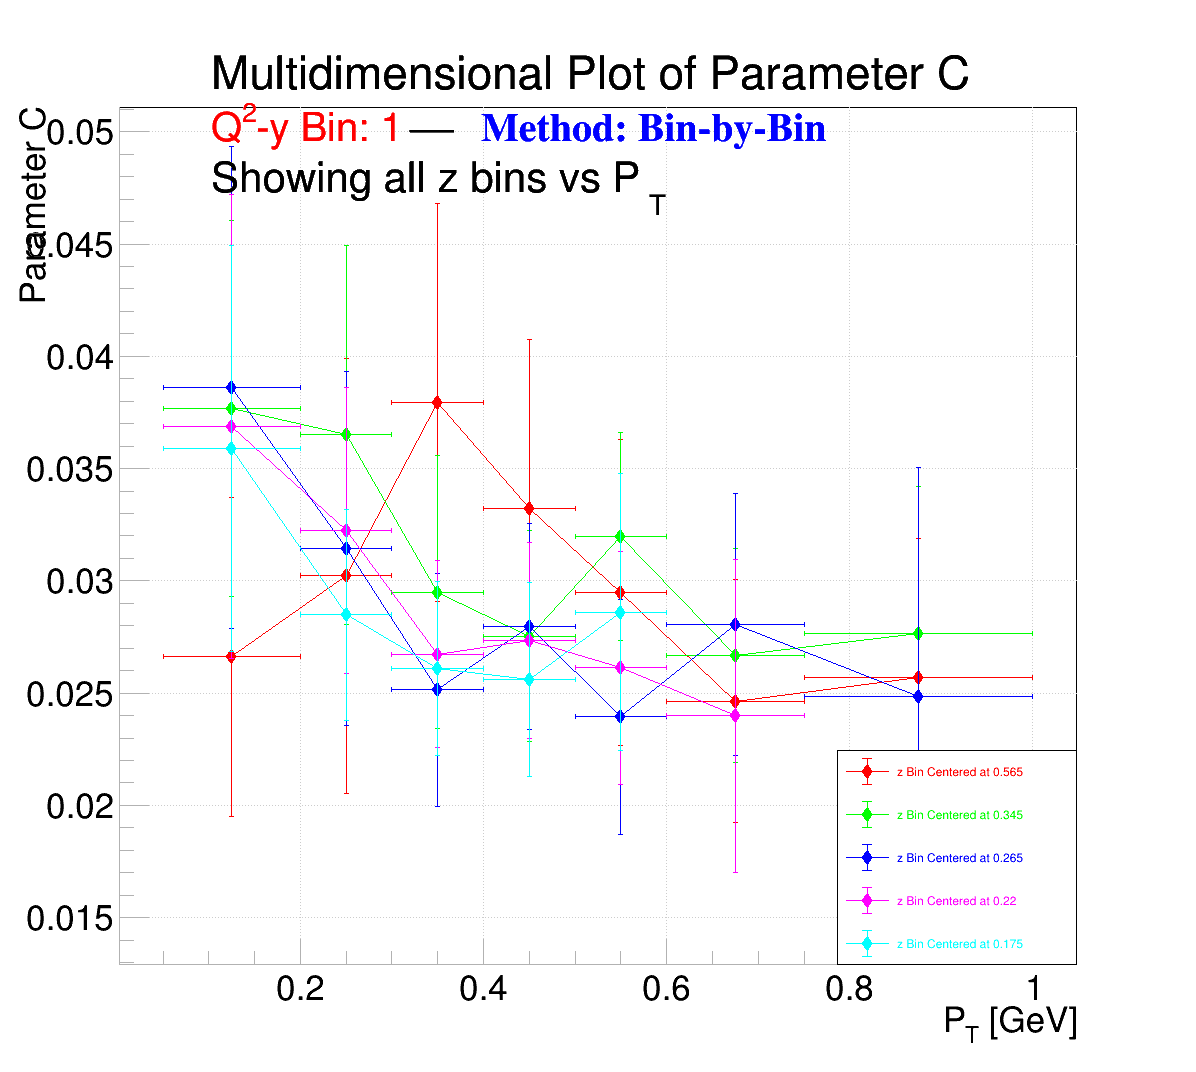 Multidimensional Plot of Parameter C
Q²-y Bin: 1 — Method: Bin-by-Bin
Showing all z bins vs P_T
Parameter C
0.05
0.045
0.04
0.035
0.03
0.025
0.02
0.015
z Bin Centered at 0.565
z Bin Centered at 0.345
z Bin Centered at 0.265
z Bin Centered at 0.22
z Bin Centered at 0.175
0.2 0.4 0.6 0.8 1
P_T [GeV]